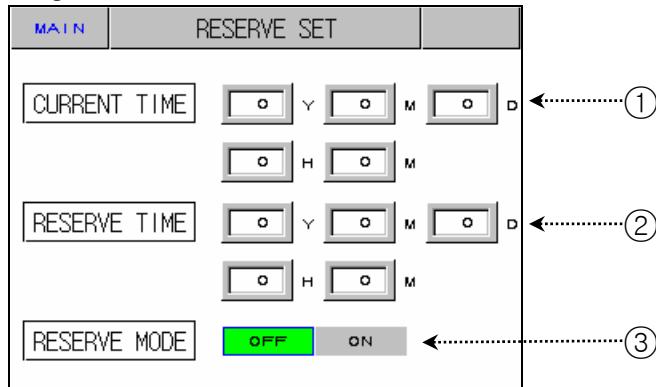 MAIN RESERVE SET
CURRENT TIME 0 Y 0 M 0 D ①
0 H 0 M
RESERVE TIME 0 Y 0 M 0 D ②
0 H 0 M
RESERVE MODE OFF ON ③